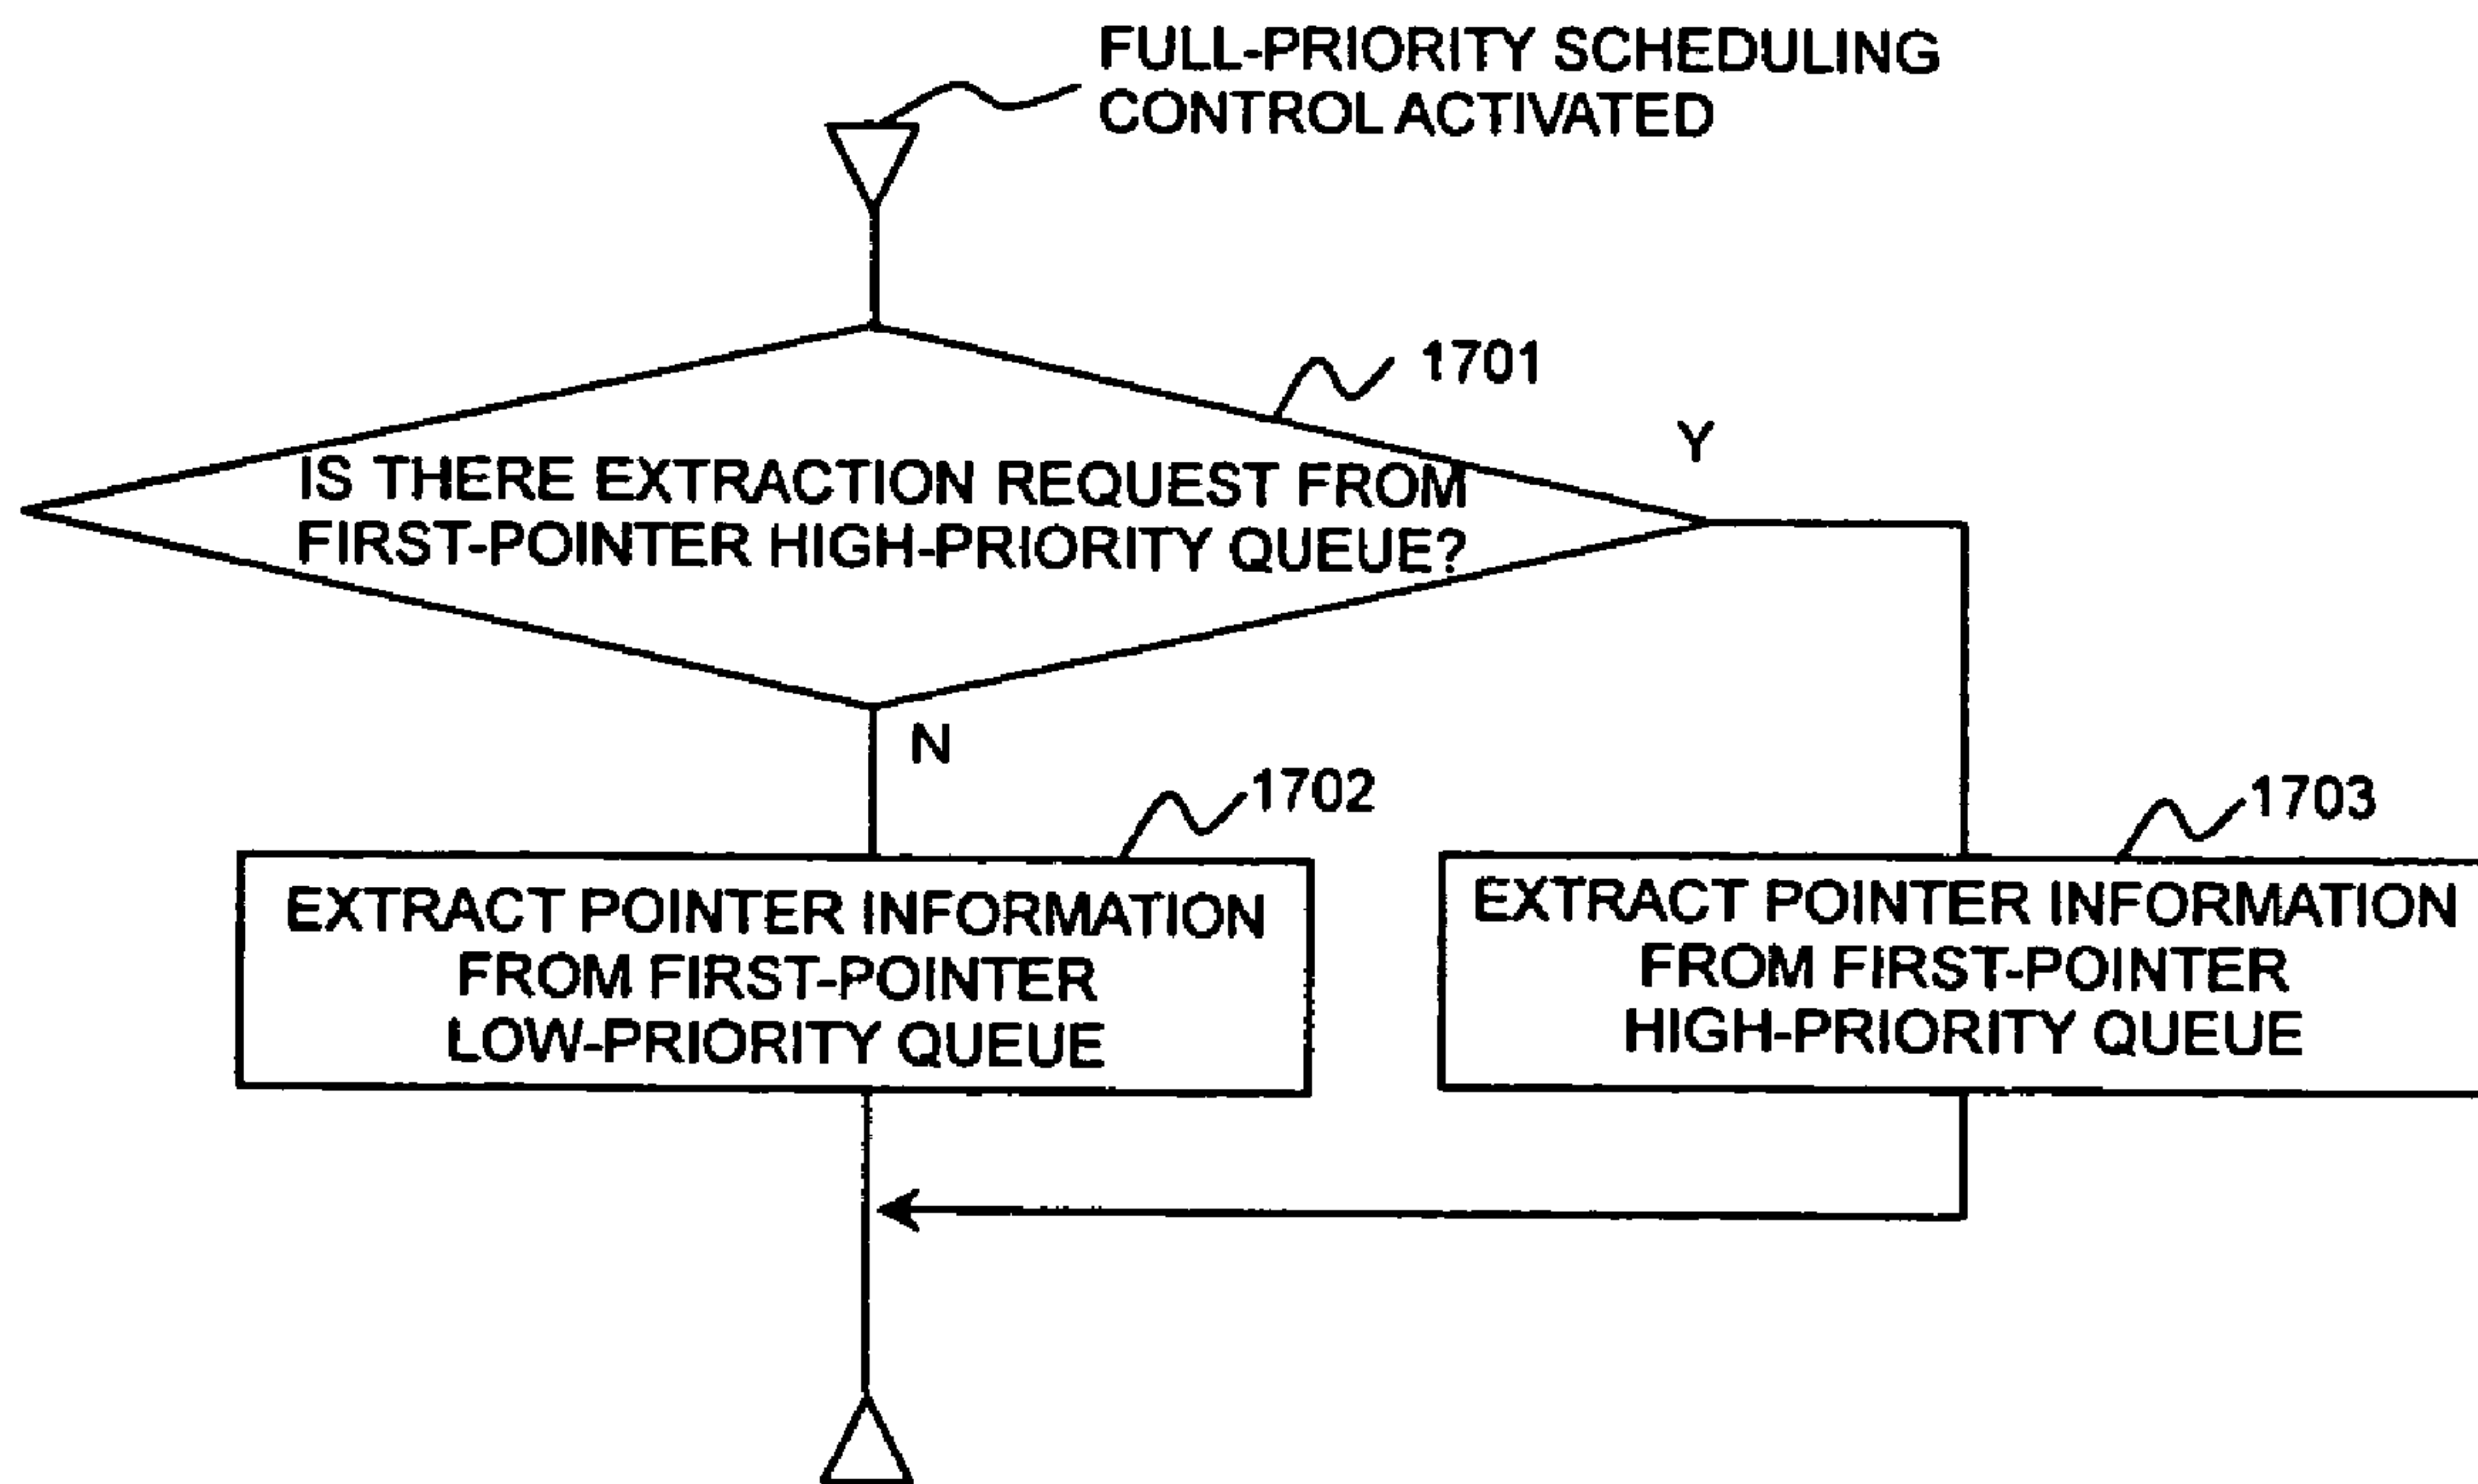 FULL-PRIORITY SCHEDULING
CONTROL ACTIVATED
1701
Y
IS THERE EXTRACTION REQUEST FROM
FIRST-POINTER HIGH-PRIORITY QUEUE?
N
1702
1703
EXTRACT POINTER INFORMATION
FROM FIRST-POINTER
LOW-PRIORITY QUEUE
EXTRACT POINTER INFORMATION
FROM FIRST-POINTER
HIGH-PRIORITY QUEUE